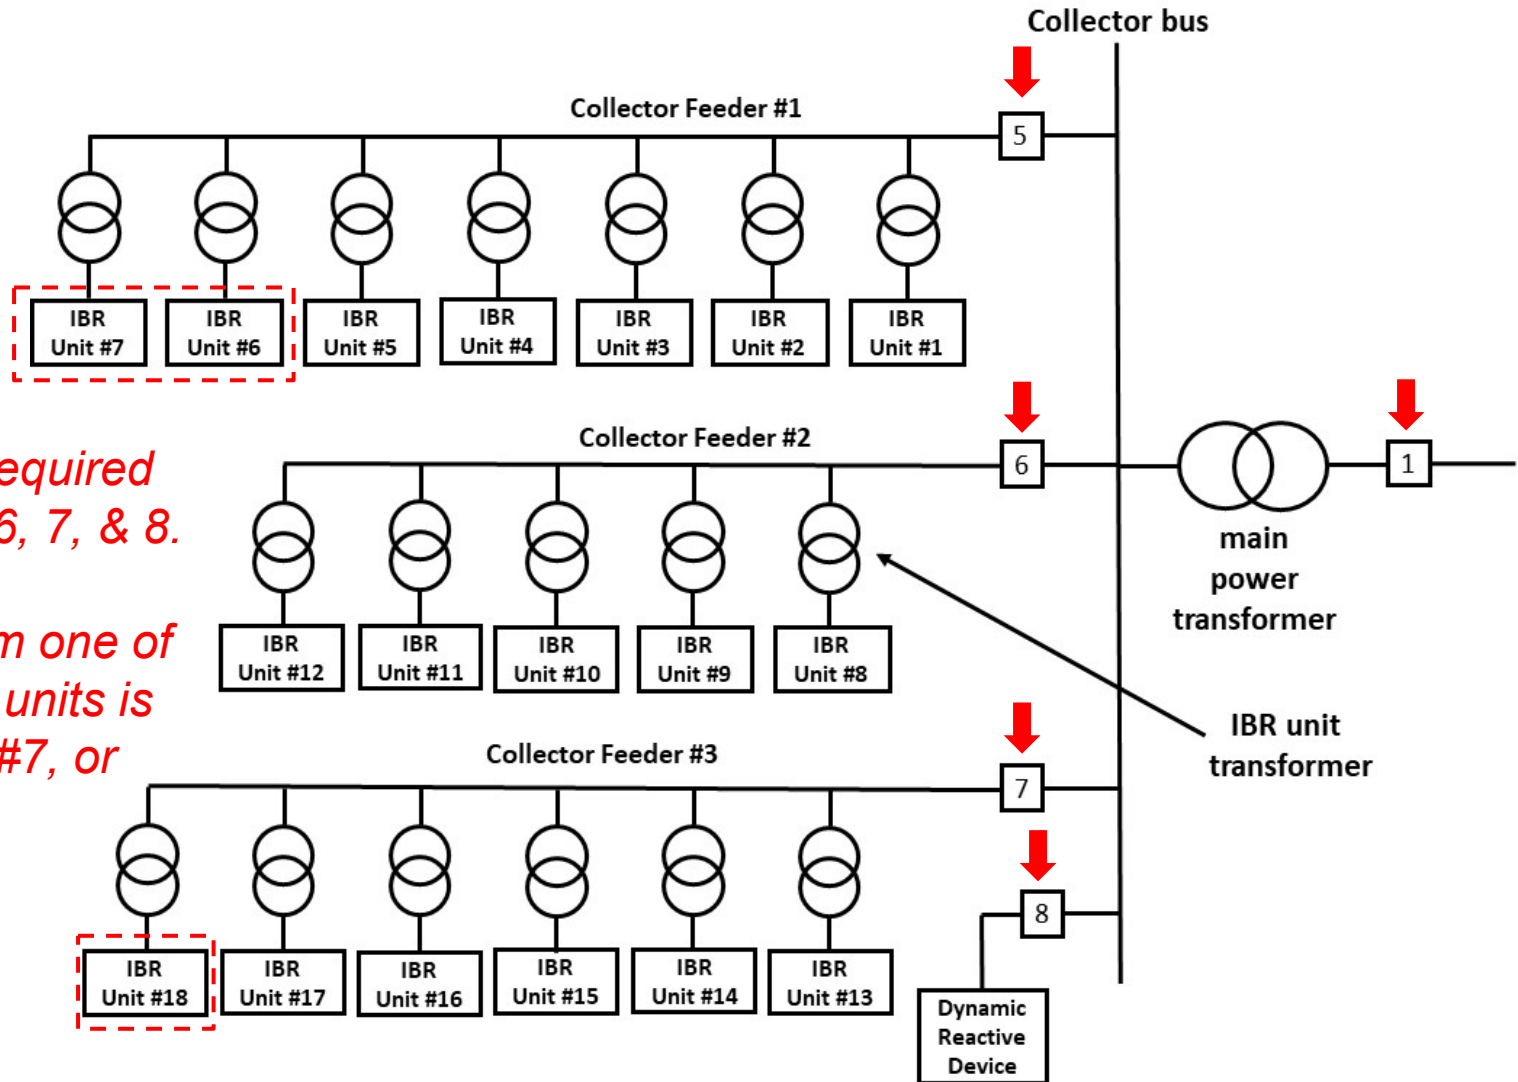 Collector bus
Collector Feeder #1
5
IBR
Unit #7
IBR
Unit #6
IBR
Unit #5
IBR
Unit #4
IBR
Unit #3
IBR
Unit #2
IBR
Unit #1
equired
6, 7, & 8.
m one of
units is
#7, or
Collector Feeder #2
6
1
main
power
transformer
IBR
Unit #12
IBR
Unit #11
IBR
Unit #10
IBR
Unit #9
IBR
Unit #8
IBR unit
transformer
Collector Feeder #3
7
8
IBR
Unit #18
IBR
Unit #17
IBR
Unit #16
IBR
Unit #15
IBR
Unit #14
IBR
Unit #13
Dynamic
Reactive
Device